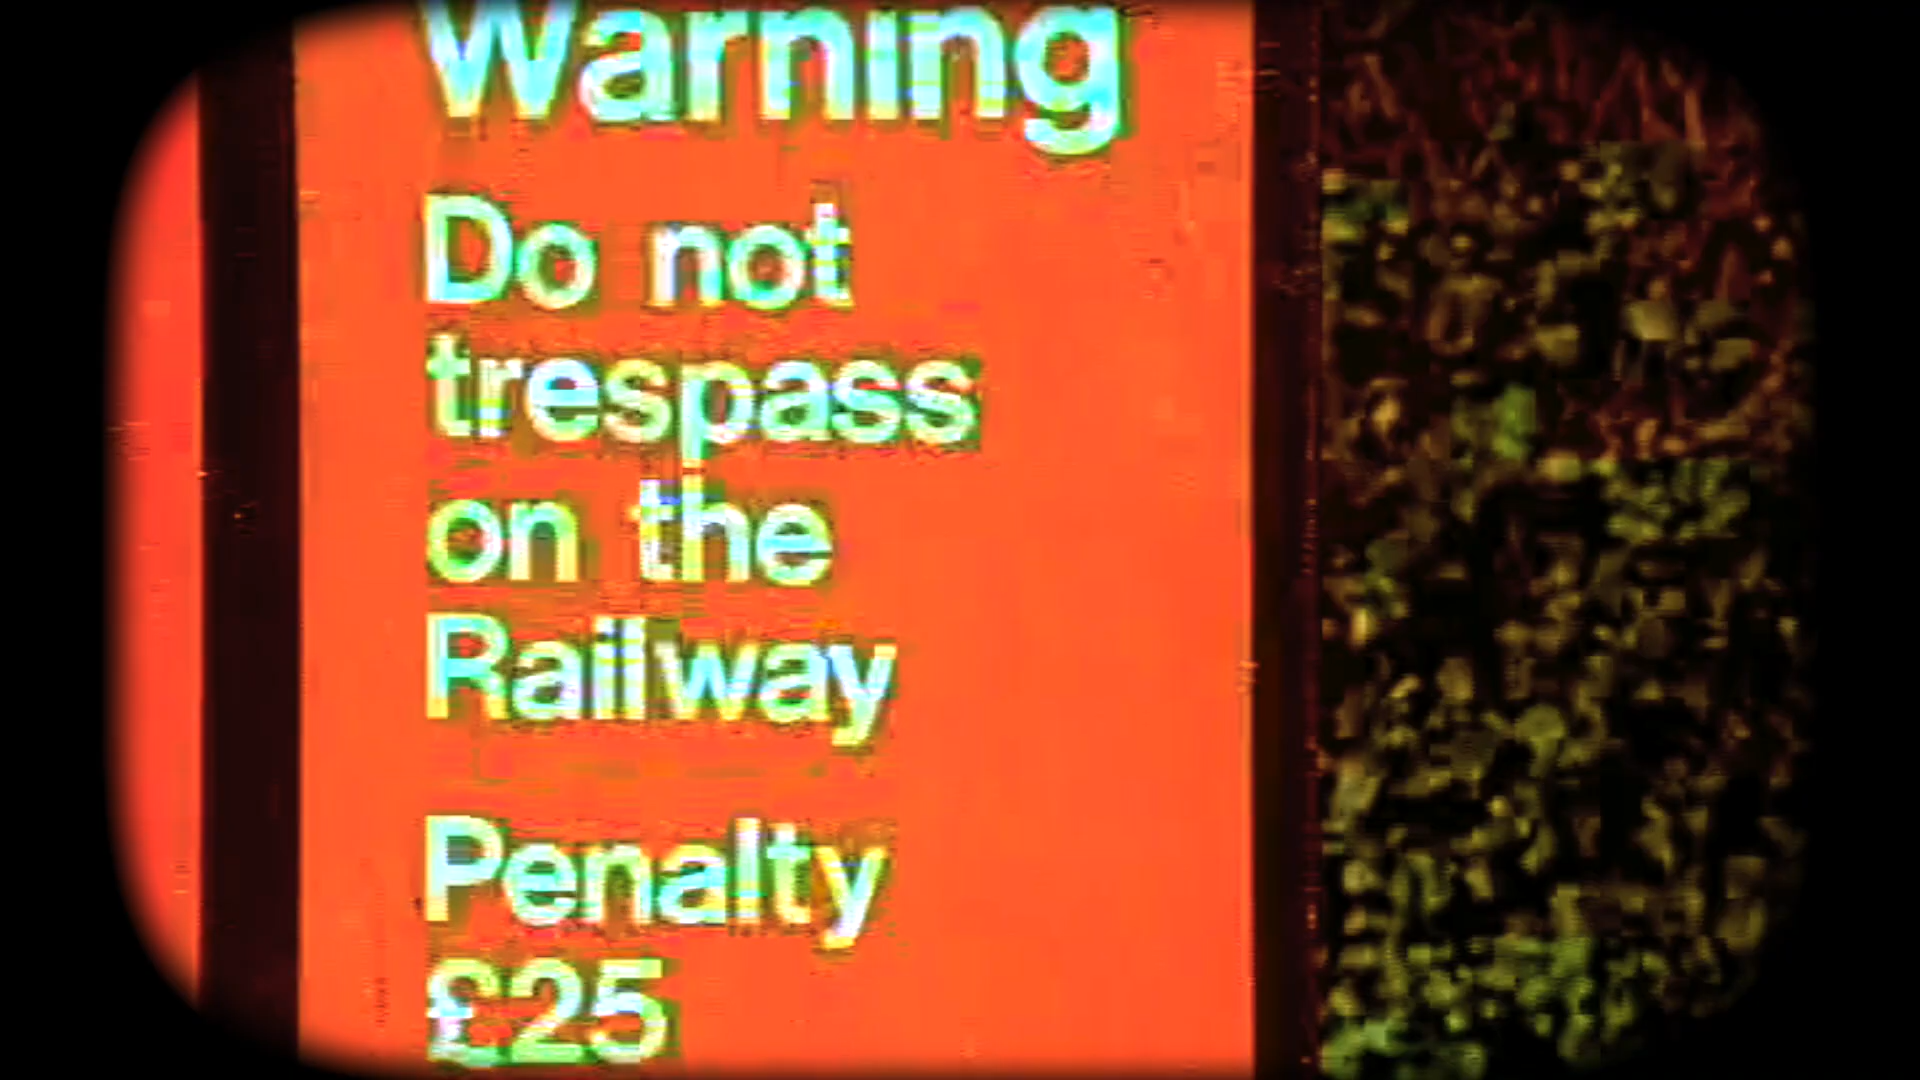 Warning
Do not
trespass
on the
Railway
Penalty
£25